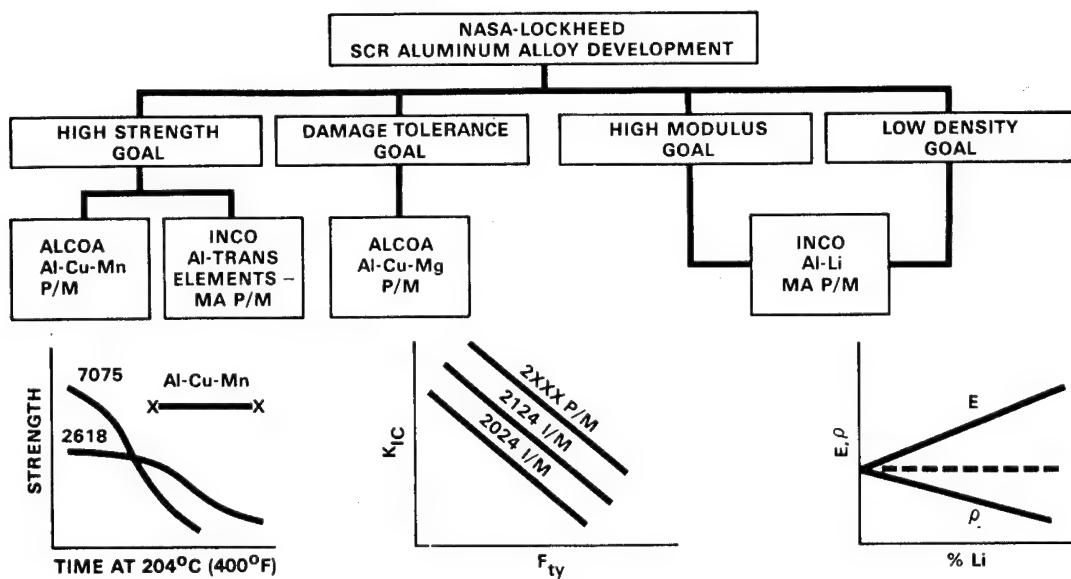 NASA-LOCKHEED
SCR ALUMINUM ALLOY DEVELOPMENT
HIGH STRENGTH
GOAL
DAMAGE TOLERANCE
GOAL
HIGH MODULUS
GOAL
LOW DENSITY
GOAL
ALCOA
Al-Cu-Mn
P/M
INCO
Al-TRANS
ELEMENTS –
MA P/M
ALCOA
Al-Cu-Mg
P/M
INCO
Al-Li
MA P/M
7075
Al-Cu-Mn
X X
2618
STRENGTH
TIME AT 204°C (400°F)
2XXX P/M
2124 I/M
2024 I/M
KIC
Fty
E
E, ρ
ρ
% Li